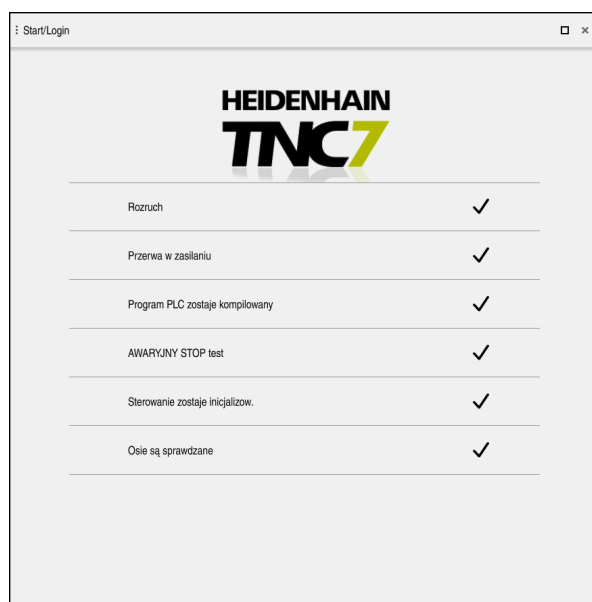 Start/Login
HEIDENHAIN
TNC7
Rozruch
Przerwa w zasilaniu
Program PLC zostaje kompilowany
AWARYJNY STOP test
Sterowanie zostaje inicjalizow.
Osie są sprawdzane